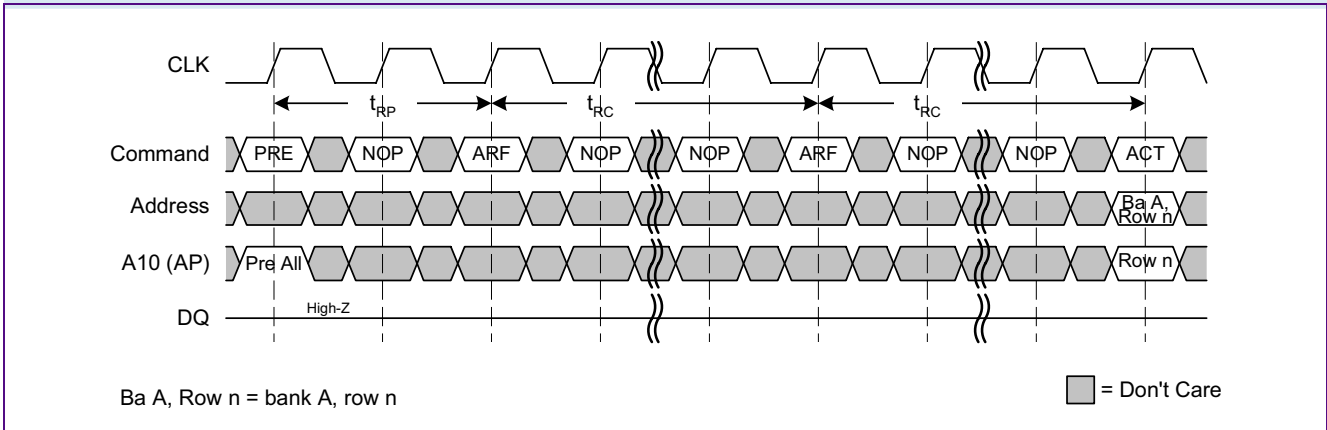 CLK
tRP tRC tRC
Command PRE NOP ARF NOP NOP ARF NOP NOP ACT
Address Ba A,
Row n
A10 (AP) Pre All Row n
High-Z
DQ
Ba A, Row n = bank A, row n
= Don't Care